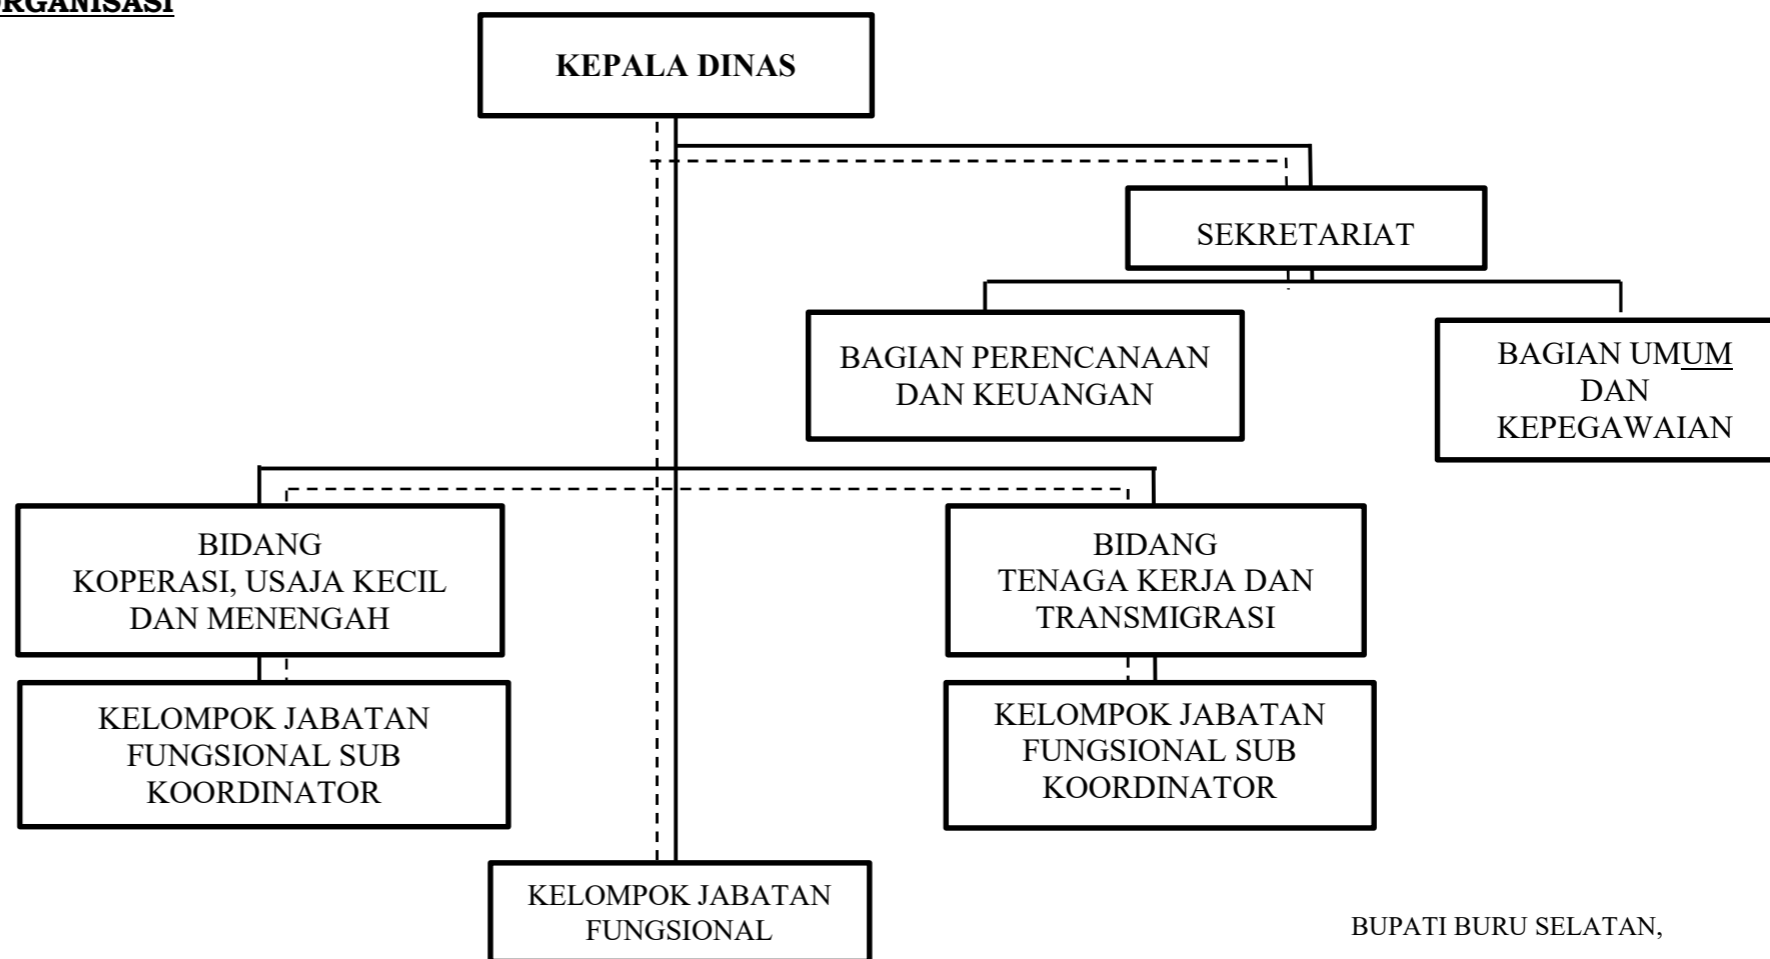 ORGANISASI
KEPALA DINAS
SEKRETARIAT
BAGIAN PERENCANAAN
DAN KEUANGAN
BAGIAN UMUM
DAN
KEPEGAWAIAN
BIDANG
KOPERASI, USAJA KECIL
DAN MENENGAH
BIDANG
TENAGA KERJA DAN
TRANSMIGRASI
KELOMPOK JABATAN
FUNGSIONAL SUB
KOORDINATOR
KELOMPOK JABATAN
FUNGSIONAL SUB
KOORDINATOR
KELOMPOK JABATAN
FUNGSIONAL
BUPATI BURU SELATAN,